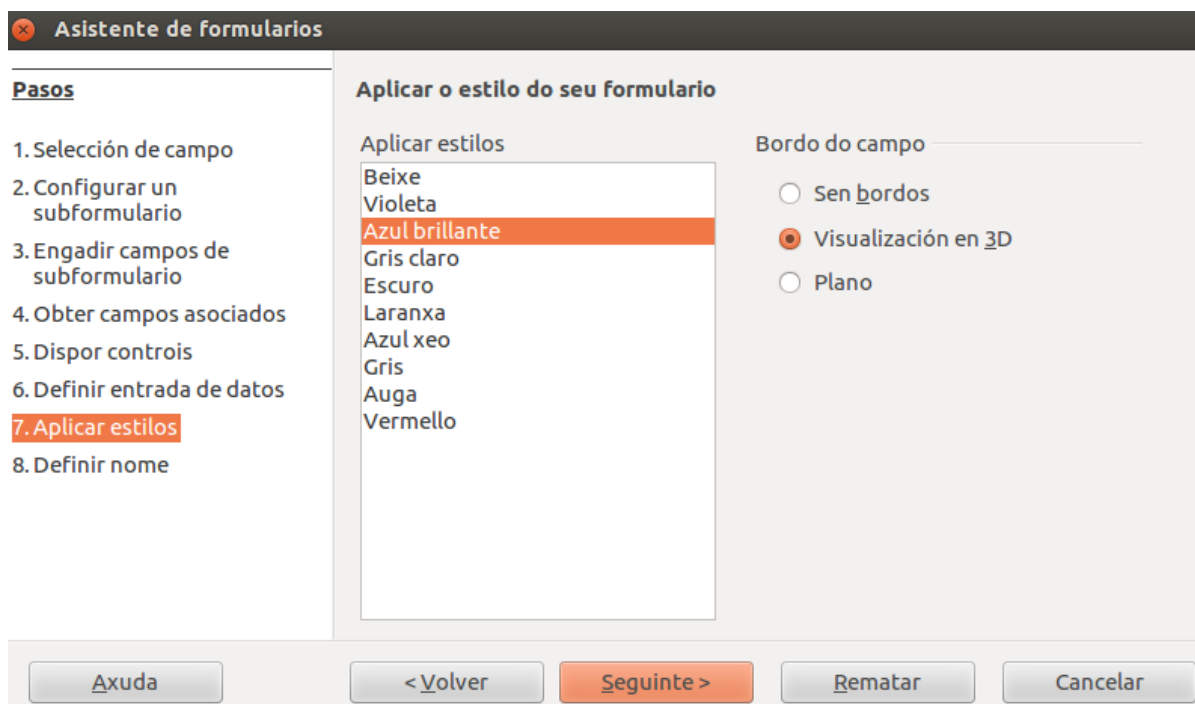 Asistente de formularios
Pasos
1. Selección de campo
2. Configurar un
subformulario
3. Engadir campos de
subformulario
4. Obter campos asociados
5. Dispor controis
6. Definir entrada de datos
7. Aplicar estilos
8. Definir nome
Aplicar o estilo do seu formulario
Aplicar estilos
Beixe
Violeta
Azul brillante
Gris claro
Escuro
Laranxa
Azul xeo
Gris
Auga
Vermello
Bordo do campo
Sen bordos
Visualización en 3D
Plano
Axuda
< Volver
Seguinte >
Rematar
Cancelar